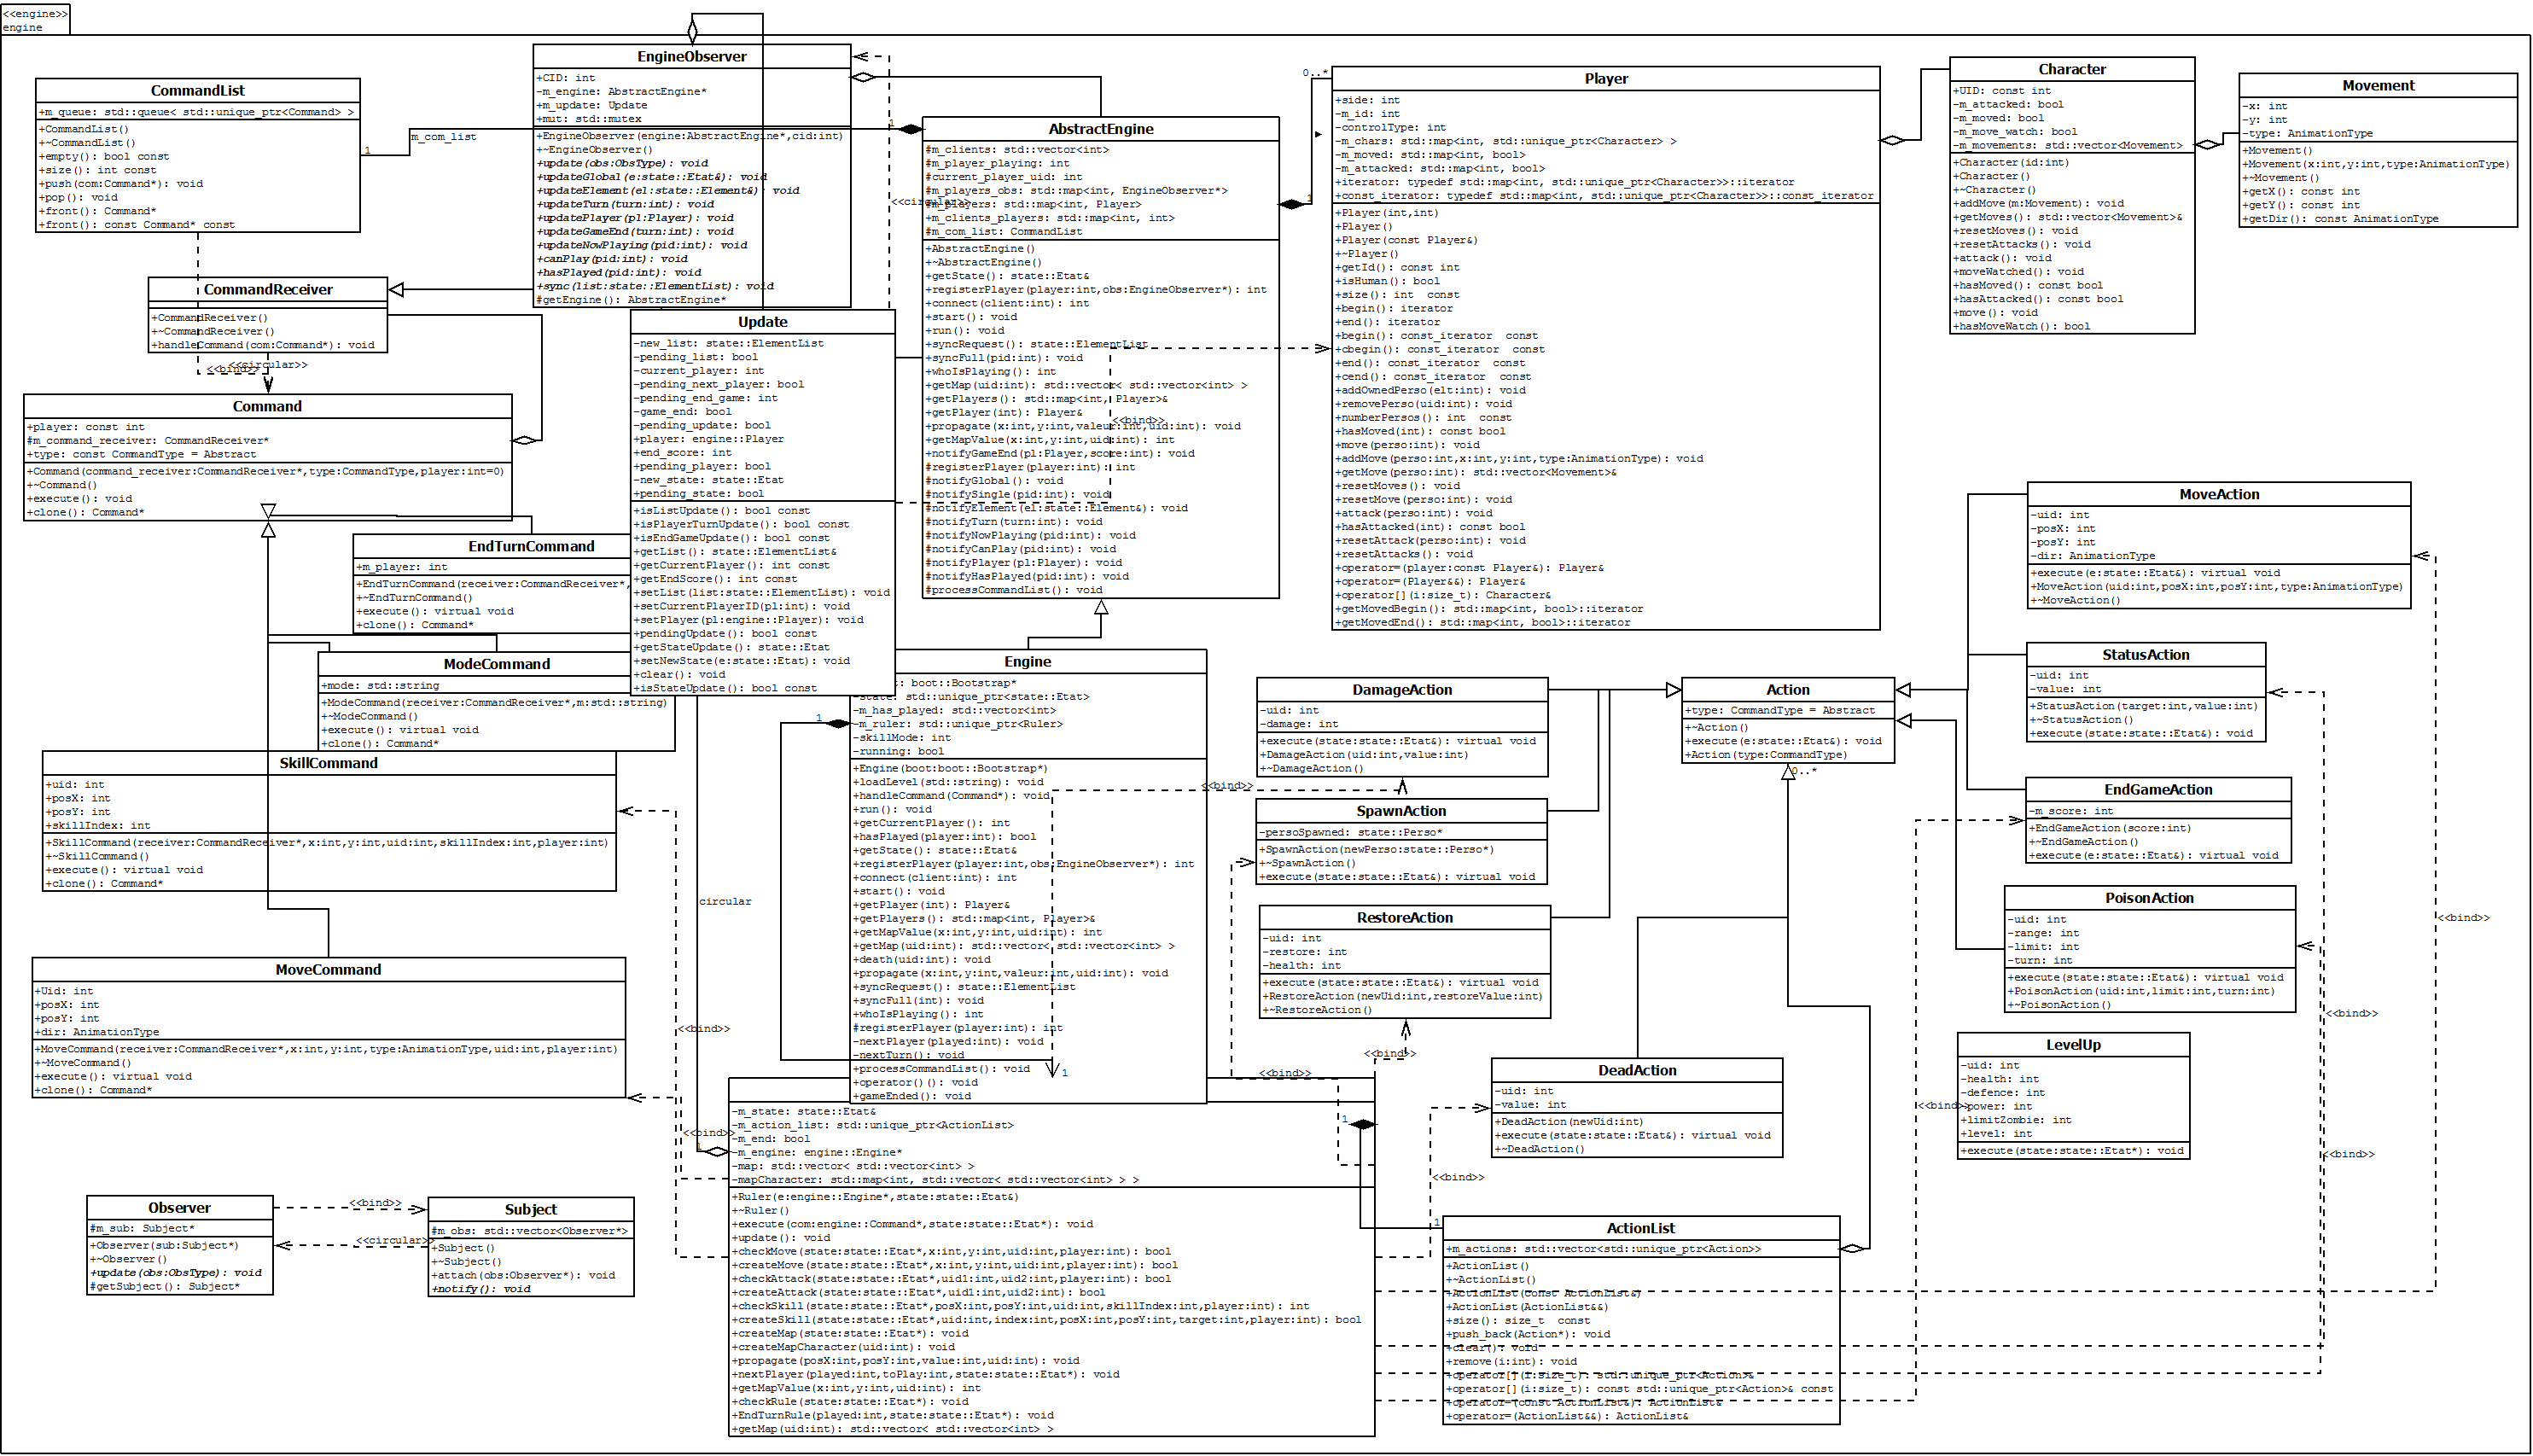 <<engine>>
engine
CommandList
+m_queue: std::queue< std::unique_ptr<Command> >
+CommandList()
+~CommandList()
+empty(): bool const
+size(): int const
+push(com:Command*): void
+pop(): void
+front(): Command*
+front(): const Command* const
1
m_com_list
1
EngineObserver
+CID: int
-m_engine: AbstractEngine*
+m_update: Update
+mut: std::mutex
+EngineObserver(engine:AbstractEngine*,cid:int)
+~EngineObserver()
+update(obs:ObsType): void
+updateGlobal(e:state::Etat&): void
+updateElement(el:state::Element&): void
+updateTurn(turn:int): void
+updatePlayer(pl:Player): void
+updateGameEnd(turn:int): void
+updateNowPlaying(pid:int): void
+canPlay(pid:int): void
+hasPlayed(pid:int): void
+sync(list:state::ElementList): void
#getEngine(): AbstractEngine*
<<circular>>
AbstractEngine
#m_clients: std::vector<int>
#m_player_playing: int
#current_player_uid: int
#m_players_obs: std::map<int, EngineObserver*>
#m_players: std::map<int, Player>
#m_clients_players: std::map<int, int>
#m_com_list: CommandList
+AbstractEngine()
+~AbstractEngine()
+getState(): state::Etat&
+registerPlayer(player:int,obs:EngineObserver*): int
+connect(client:int): int
+start(): void
+run(): void
+syncRequest(): state::ElementList
+syncFull(pid:int): void
+whoIsPlaying(): int
+getMap(uid:int): std::vector< std::vector<int> >
+getPlayers(): std::map<int, Player>&
+getPlayer(int): Player&
+propagate(x:int,y:int,valeur:int,uid:int): void
+getMapValue(x:int,y:int,uid:int): int
+notifyGameEnd(pl:Player,score:int): void
#registerPlayer(player:int): int
#notifyGlobal(): void
#notifySingle(pid:int): void
#notifyElement(el:state::Element&): void
#notifyTurn(turn:int): void
#notifyNowPlaying(pid:int): void
#notifyCanPlay(pid:int): void
#notifyPlayer(pl:Player): void
#notifyHasPlayed(pid:int): void
#processCommandList(): void
<<bind>>
0..*
1
Player
+side: int
-m_id: int
-controlType: int
-m_chars: std::map<int, std::unique_ptr<Character> >
-m_moved: std::map<int, bool>
-m_attacked: std::map<int, bool>
+iterator: typedef std::map<int, std::unique_ptr<Character>>::iterator
+const_iterator: typedef std::map<int, std::unique_ptr<Character>>::const_iterator
+Player(int,int)
+Player()
+Player(const Player&)
+~Player()
+getId(): const int
+isHuman(): bool
+size(): int  const
+begin(): iterator
+end(): iterator
+begin(): const_iterator  const
+cbegin(): const_iterator  const
+end(): const_iterator  const
+cend(): const_iterator  const
+addOwnedPerso(elt:int): void
+removePerso(uid:int): void
+numberPersos(): int  const
+hasMoved(int): const bool
+move(perso:int): void
+addMove(perso:int,x:int,y:int,type:AnimationType): void
+getMove(perso:int): std::vector<Movement>&
+resetMoves(): void
+resetMove(perso:int): void
+attack(perso:int): void
+hasAttacked(int): const bool
+resetAttack(perso:int): void
+resetAttacks(): void
+operator=(player:const Player&): Player&
+operator=(Player&&): Player&
+operator[](i:size_t): Character&
+getMovedBegin(): std::map<int, bool>::iterator
+getMovedEnd(): std::map<int, bool>::iterator
Character
+UID: const int
-m_attacked: bool
-m_moved: bool
-m_move_watch: bool
-m_movements: std::vector<Movement>
+Character(id:int)
+Character()
+~Character()
+addMove(m:Movement): void
+getMoves(): std::vector<Movement>&
+resetMoves(): void
+resetAttacks(): void
+attack(): void
+moveWatched(): void
+hasMoved(): const bool
+hasAttacked(): const bool
+move(): void
+hasMoveWatch(): bool
Movement
-x: int
-y: int
-type: AnimationType
+Movement()
+Movement(x:int,y:int,type:AnimationType)
+~Movement()
+getX(): const int
+getY(): const int
+getDir(): const AnimationType
CommandReceiver
+CommandReceiver()
+~CommandReceiver()
+handleCommand(com:Command*): void
<<circular>>
<<bind>>
Command
+player: const int
#m_command_receiver: CommandReceiver*
+type: const CommandType = Abstract
+Command(command_receiver:CommandReceiver*,type:CommandType,player:int=0)
+~Command()
+execute(): void
+clone(): Command*
Update
-new_list: state::ElementList
-pending_list: bool
-current_player: int
-pending_next_player: bool
-pending_end_game: int
-game_end: bool
-pending_update: bool
+player: engine::Player
+end_score: int
+pending_player: bool
-new_state: state::Etat
+pending_state: bool
+isListUpdate(): bool const
+isPlayerTurnUpdate(): bool const
+isEndGameUpdate(): bool const
+getList(): state::ElementList&
+getCurrentPlayer(): int const
+getEndScore(): int const
+setList(list:state::ElementList): void
+setCurrentPlayerID(pl:int): void
+setPlayer(pl:engine::Player): void
+pendingUpdate(): bool const
+getStateUpdate(): state::Etat
+setNewState(e:state::Etat): void
+clear(): void
+isStateUpdate(): bool const
EndTurnCommand
+m_player: int
+EndTurnCommand(receiver:CommandReceiver*,
+~EndTurnCommand()
+execute(): virtual void
+clone(): Command*
ModeCommand
+mode: std::string
+ModeCommand(receiver:CommandReceiver*,m:std::string)
+~ModeCommand()
+execute(): virtual void
+clone(): Command*
SkillCommand
+uid: int
+posX: int
+posY: int
+skillIndex: int
+SkillCommand(receiver:CommandReceiver*,x:int,y:int,uid:int,skillIndex:int,player:int)
+~SkillCommand()
+execute(): virtual void
+clone(): Command*
MoveCommand
+Uid: int
+posX: int
+posY: int
+dir: AnimationType
+MoveCommand(receiver:CommandReceiver*,x:int,y:int,type:AnimationType,uid:int,player:int)
+~MoveCommand()
+execute(): virtual void
+clone(): Command*
<<bind>>
<<bind>>
circular
1
Engine
: boot::Bootstrap*
-state: std::unique_ptr<state::Etat>
-m_has_played: std::vector<int>
-m_ruler: std::unique_ptr<Ruler>
-skillMode: int
-running: bool
+Engine(boot:boot::Bootstrap*)
+loadLevel(std::string): void
+handleCommand(Command*): void
+run(): void
+getCurrentPlayer(): int
+hasPlayed(player:int): bool
+getState(): state::Etat&
+registerPlayer(player:int,obs:EngineObserver*): int
+connect(client:int): int
+start(): void
+getPlayer(int): Player&
+getPlayers(): std::map<int, Player>&
+getMapValue(x:int,y:int,uid:int): int
+getMap(uid:int): std::vector< std::vector<int> >
+death(uid:int): void
+propagate(x:int,y:int,valeur:int,uid:int): void
+syncRequest(): state::ElementList
+syncFull(int): void
+whoIsPlaying(): int
#registerPlayer(player:int): int
-nextPlayer(played:int): void
-nextTurn(): void
+processCommandList(): void
+operator()(): void
+gameEnded(): void
1
1
-m_state: state::Etat&
-m_action_list: std::unique_ptr<ActionList>
-m_end: bool
-m_engine: engine::Engine*
-map: std::vector< std::vector<int> >
-mapCharacter: std::map<int, std::vector< std::vector<int> > >
+Ruler(e:engine::Engine*,state:state::Etat&)
+~Ruler()
+execute(com:engine::Command*,state:state::Etat*): void
+update(): void
+checkMove(state:state::Etat*,x:int,y:int,uid:int,player:int): bool
+createMove(state:state::Etat*,x:int,y:int,uid:int,player:int): bool
+checkAttack(state:state::Etat*,uid1:int,uid2:int,player:int): bool
+createAttack(state:state::Etat*,uid1:int,uid2:int): bool
+checkSkill(state:state::Etat*,posX:int,posY:int,uid:int,skillIndex:int,player:int): int
+createSkill(state:state::Etat*,uid:int,index:int,posX:int,posY:int,target:int,player:int): bool
+createMap(state:state::Etat*): void
+createMapCharacter(uid:int): void
+propagate(posX:int,posY:int,value:int,uid:int): void
+nextPlayer(played:int,toPlay:int,state:state::Etat*): void
+getMapValue(x:int,y:int,uid:int): int
+checkRule(state:state::Etat*): void
+EndTurnRule(played:int,state:state::Etat*): void
+getMap(uid:int): std::vector< std::vector<int> >
DamageAction
-uid: int
-damage: int
+execute(state:state::Etat&): virtual void
+DamageAction(uid:int,value:int)
+~DamageAction()
<<bind>>
SpawnAction
-persoSpawned: state::Perso*
+SpawnAction(newPerso:state::Perso*)
+~SpawnAction()
+execute(state:state::Etat&): virtual void
RestoreAction
-uid: int
-restore: int
-health: int
+execute(state:state::Etat&): virtual void
+RestoreAction(newUid:int,restoreValue:int)
+~RestoreAction()
<<bind>>
<<bind>>
Action
+type: CommandType = Abstract
+~Action()
+execute(e:state::Etat&): void
+Action(type:CommandType)
0..*
MoveAction
-uid: int
-posX: int
-posY: int
-dir: AnimationType
+execute(e:state::Etat&): virtual void
+MoveAction(uid:int,posX:int,posY:int,type:AnimationType)
+~MoveAction()
StatusAction
-uid: int
-value: int
+StatusAction(target:int,value:int)
+~StatusAction()
+execute(state:state::Etat&): void
EndGameAction
-m_score: int
+EndGameAction(score:int)
+~EndGameAction()
+execute(e:state::Etat&): virtual void
PoisonAction
-uid: int
-range: int
-limit: int
-turn: int
+execute(state:state::Etat&): virtual void
+PoisonAction(uid:int,limit:int,turn:int)
+~PoisonAction()
<<bind>>
<<bind>>
LevelUp
-uid: int
-health: int
-defence: int
-power: int
+limitZombie: int
+level: int
+execute(state:state::Etat*): void
<<bind>>
<<bind>>
DeadAction
-uid: int
-value: int
+DeadAction(newUid:int)
+execute(state:state::Etat&): virtual void
+~DeadAction()
<<bind>>
1
1
ActionList
+m_actions: std::vector<std::unique_ptr<Action>>
+ActionList()
+~ActionList()
+ActionList(const ActionList&)
+ActionList(ActionList&&)
+size(): size_t  const
+push_back(Action*): void
+clear(): void
+remove(i:int): void
+operator[](i:size_t): std::unique_ptr<Action>&
+operator[](i:size_t): const std::unique_ptr<Action>& const
+operator=(const ActionList&): ActionList&
+operator=(ActionList&&): ActionList&
Observer
#m_sub: Subject*
+Observer(sub:Subject*)
+~Observer()
+update(obs:ObsType): void
#getSubject(): Subject*
<<bind>>
<<circular>>
Subject
#m_obs: std::vector<Observer*>
+Subject()
+~Subject()
+attach(obs:Observer*): void
+notify(): void